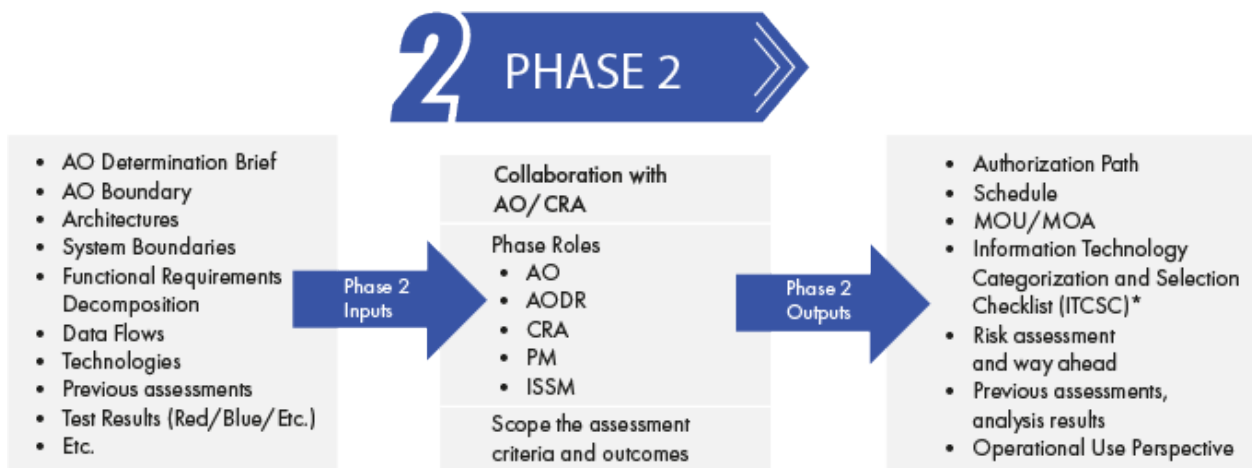 2 PHASE 2
• AO Determination Brief
• AO Boundary
• Architectures
• System Boundaries
• Functional Requirements
Decomposition
• Data Flows
• Technologies
• Previous assessments
• Test Results (Red/Blue/Etc.)
• Etc.
Phase 2
Inputs
Collaboration with
AO/CRA
Phase Roles
• AO
• AODR
• CRA
• PM
• ISSM
Scope the assessment
criteria and outcomes
Phase 2
Outputs
• Authorization Path
• Schedule
• MOU/MOA
• Information Technology
Categorization and Selection
Checklist (ITCSC)*
• Risk assessment
and way ahead
• Previous assessments,
analysis results
• Operational Use Perspective